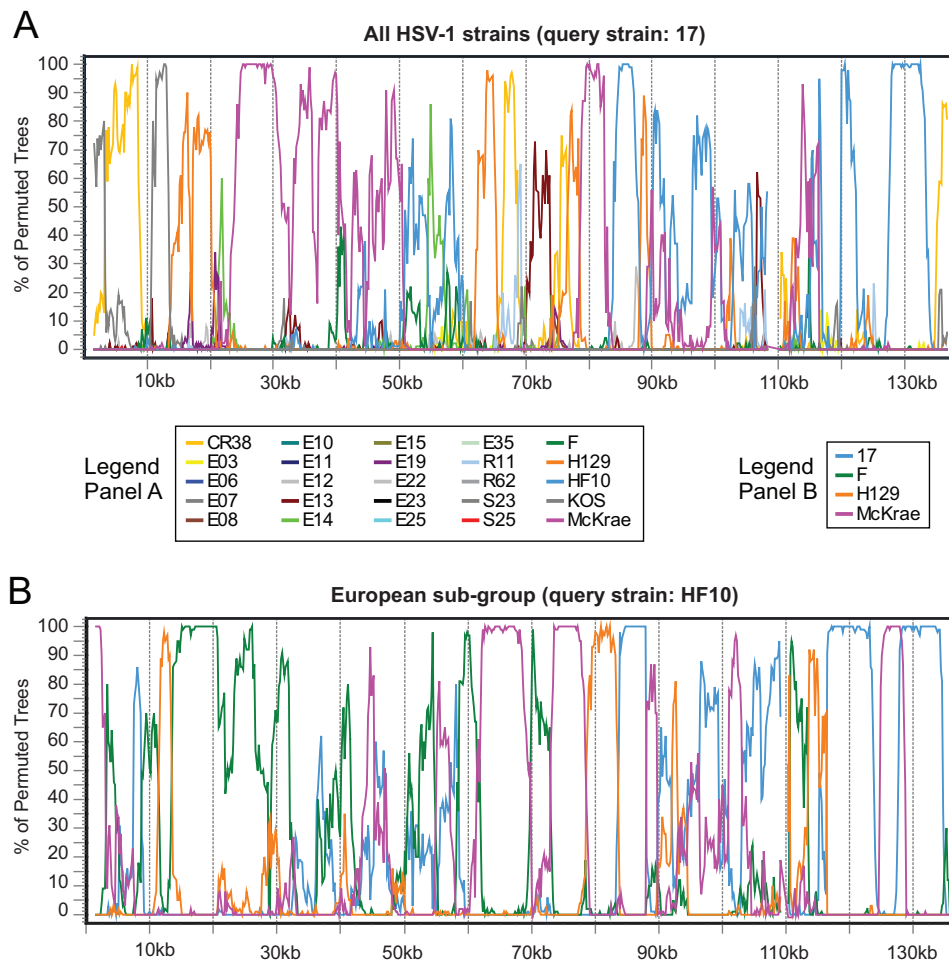 A
All HSV-1 strains (query strain: 17)
% of Permuted Trees
100
90
80
70
60
50
40
30
20
10
0
10kb 30kb 50kb 70kb 90kb 110kb 130kb
Legend
Panel A
CR38 E10 E15 E35 F
E03 E11 E19 R11 H129
E06 E12 E22 R62 HF10
E07 E13 E23 S23 KOS
E08 E14 E25 S25 McKrae
Legend
Panel B
17
F
H129
McKrae
B
European sub-group (query strain: HF10)
% of Permuted Trees
100
90
80
70
60
50
40
30
20
10
0
10kb 30kb 50kb 70kb 90kb 110kb 130kb